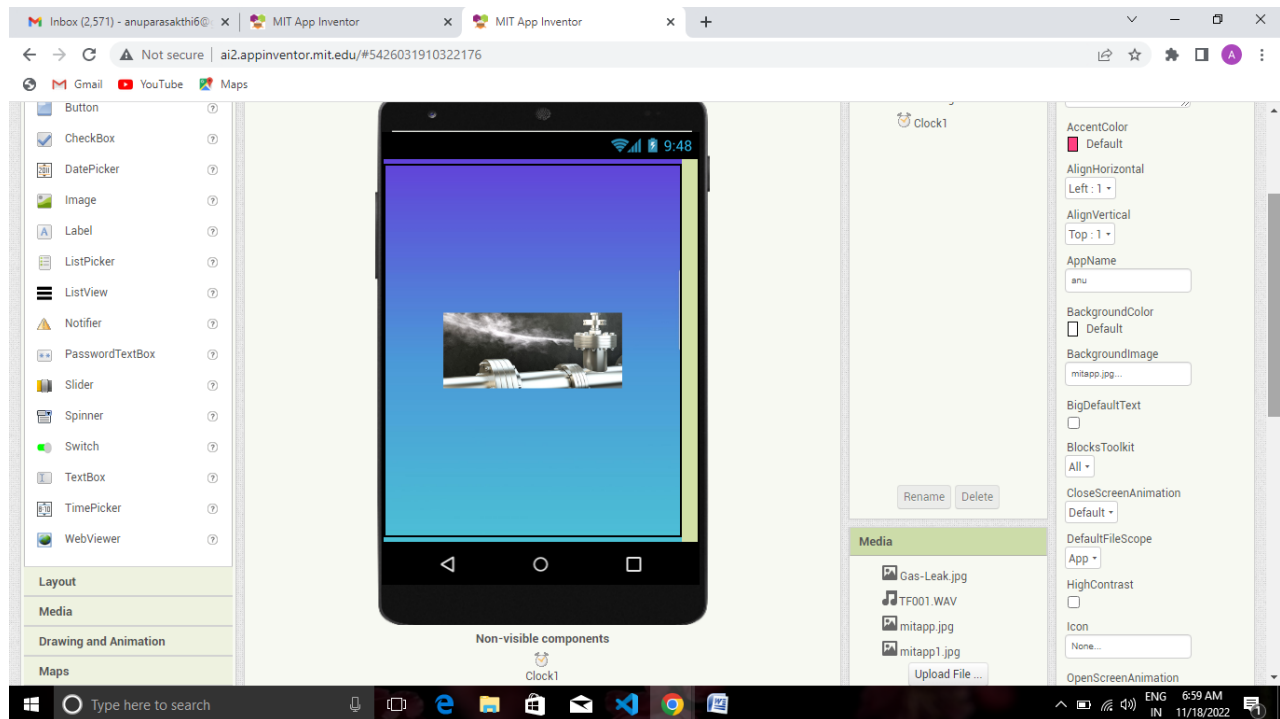 Inbox (2,571) - anuparasakthi6@
MIT App Inventor
MIT App Inventor
Not secure | ai2.appinventor.mit.edu/#5426031910322176
A
Gmail
YouTube
Maps
Button
CheckBox
DatePicker
Image
Label
ListPicker
ListView
Notifier
PasswordTextBox
Slider
Spinner
Switch
TextBox
TimePicker
WebViewer
Layout
Media
Drawing and Animation
Maps
9:48
Non-visible components
Clock1
Clock1
Rename
Delete
Media
Gas-Leak.jpg
TF001.WAV
mitapp.jpg
mitapp1.jpg
Upload File ...
AccentColor
Default
AlignHorizontal
Left : 1
AlignVertical
Top : 1
AppName
anu
BackgroundColor
Default
BackgroundImage
mitapp.jpg...
BigDefaultText
BlocksToolkit
All
CloseScreenAnimation
Default
DefaultFileScope
App
HighContrast
Icon
None...
OpenScreenAnimation
Type here to search
ENG
IN
6:59 AM
11/18/2022